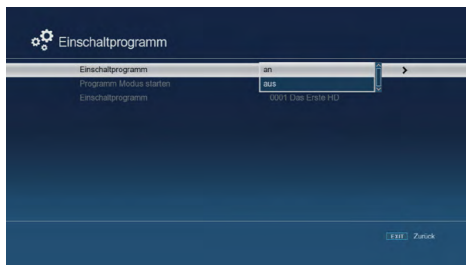 Einschaltprogramm
Einschaltprogramm an
Programm Modus starten aus
Einschaltprogramm 0001 Das Erste HD
EXIT Zurück